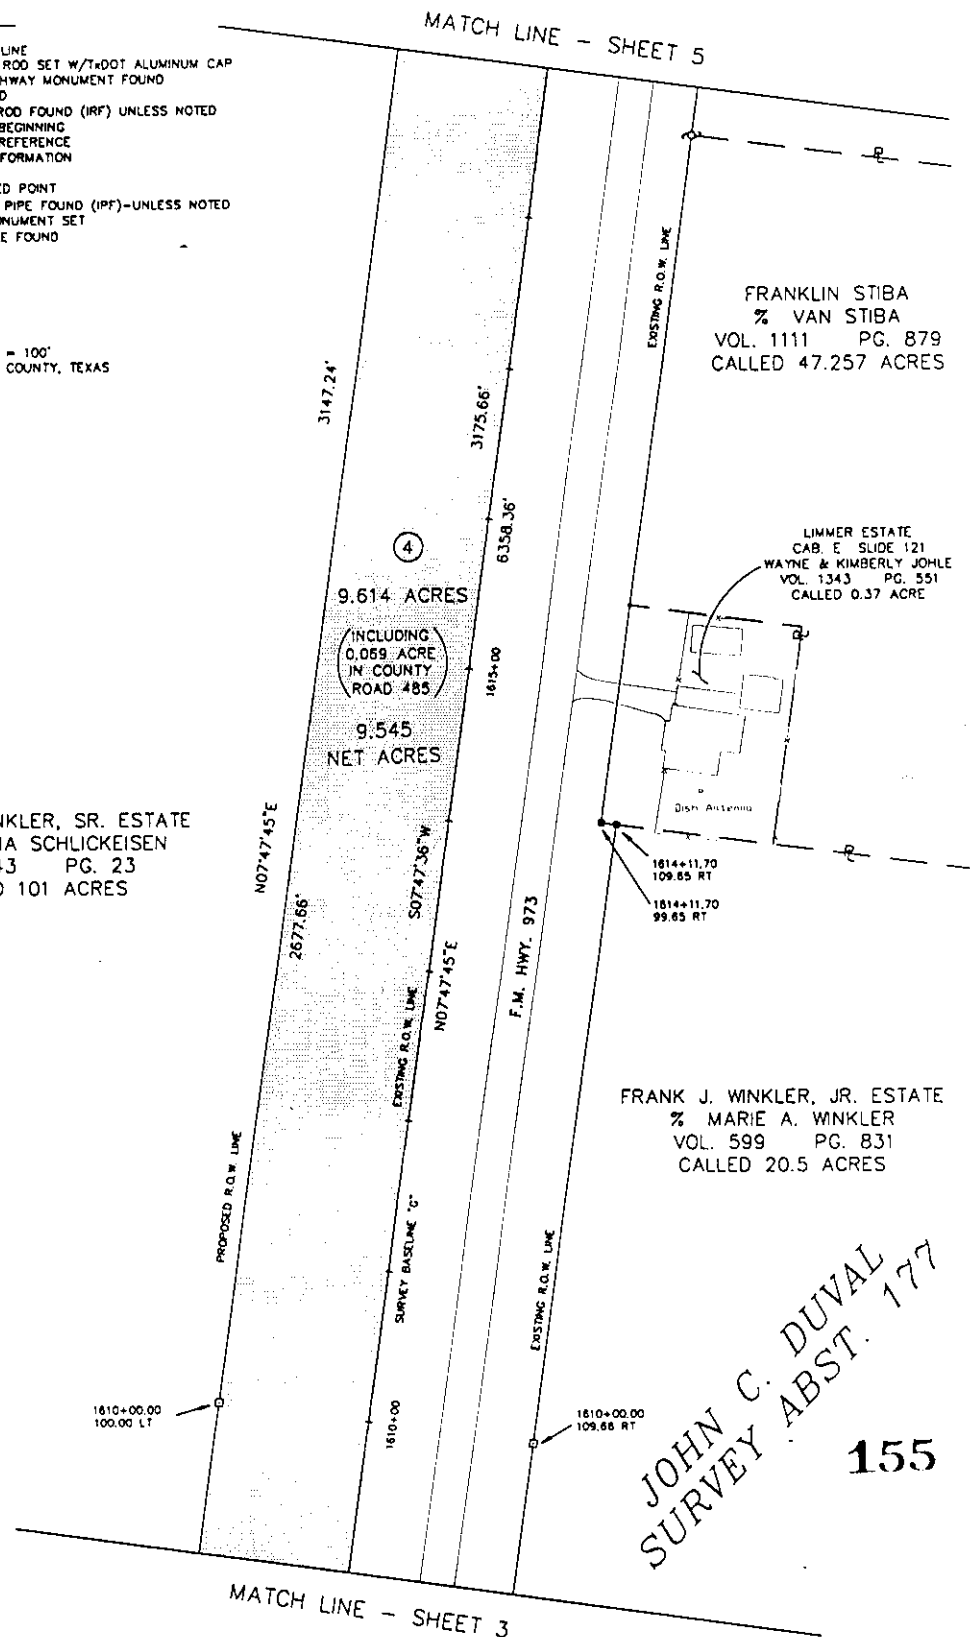 MATCH LINE - SHEET 5
LINE
ROD SET W/TxDOT ALUMINUM CAP
HWAY MONUMENT FOUND
D
ROD FOUND (IRF) UNLESS NOTED
BEGINNING
REFERENCE
FORMATION
ED POINT
PIPE FOUND (IPF)-UNLESS NOTED
NUMENT SET
E FOUND
= 100'
COUNTY, TEXAS
EXISTING R.O.W. LINE
FRANKLIN STIBA
% VAN STIBA
VOL. 1111 PG. 879
CALLED 47.257 ACRES
3147.24'
3175.66'
6358.36'
4
9.614 ACRES
(INCLUDING
0.069 ACRE
IN COUNTY
ROAD 485)
9.545
NET ACRES
1615+00
LIMMER ESTATE
CAB. E SLIDE 121
WAYNE & KIMBERLY JOHLE
VOL. 1343 PG. 551
CALLED 0.37 ACRE
Dish Antenna
1614+11.70
109.65 RT
1614+11.70
99.65 RT
NKLER, SR. ESTATE
IA SCHLICKEISEN
43 PG. 23
D 101 ACRES
N07°47'45"E
2677.66'
S07°47'36"W
N07°47'45"E
EXISTING R.O.W. LINE
F.M. HWY. 973
FRANK J. WINKLER, JR. ESTATE
% MARIE A. WINKLER
VOL. 599 PG. 831
CALLED 20.5 ACRES
PROPOSED R.O.W. LINE
SURVEY BASELINE "C"
EXISTING R.O.W. LINE
1610+00.00
100.00 LT
1610+00
1610+00.00
109.66 RT
JOHN C. DUVAL
SURVEY ABST. 177
155
MATCH LINE - SHEET 3